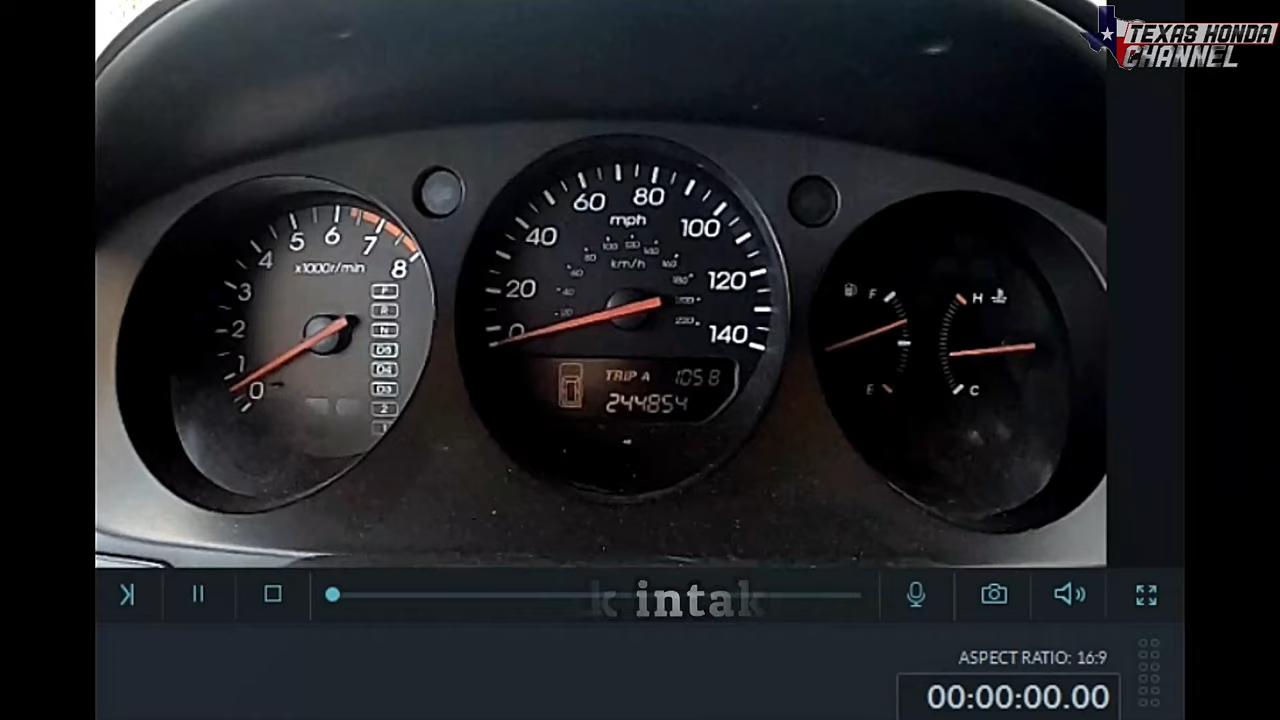 TEXAS HONDA
CHANNEL
5 6 7
4 8
3
2
1
0
x1000r/min
P
R
N
D5
D4
D3
2
1
60 80
40 100
20 120
0 140
mph
km/h
TRIP A 1058
244854
F
E
H
C
k intak
ASPECT RATIO: 16:9
00:00:00.00